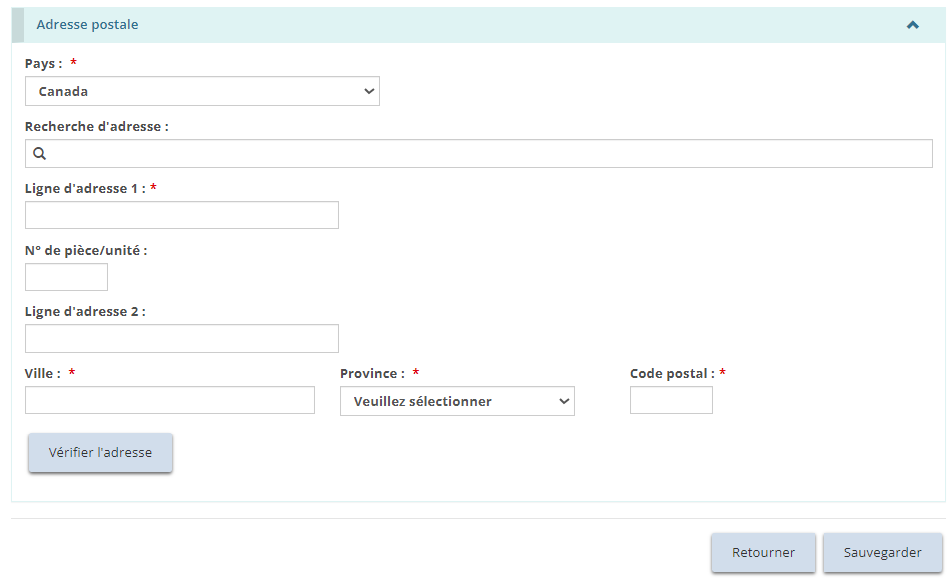 Adresse postale
Pays : *
Canada
Recherche d'adresse :
Ligne d'adresse 1 : *
N° de pièce/unité :
Ligne d'adresse 2 :
Ville : * Province : * Code postal : *
Veuillez sélectionner
Vérifier l'adresse
Retourner Sauvegarder